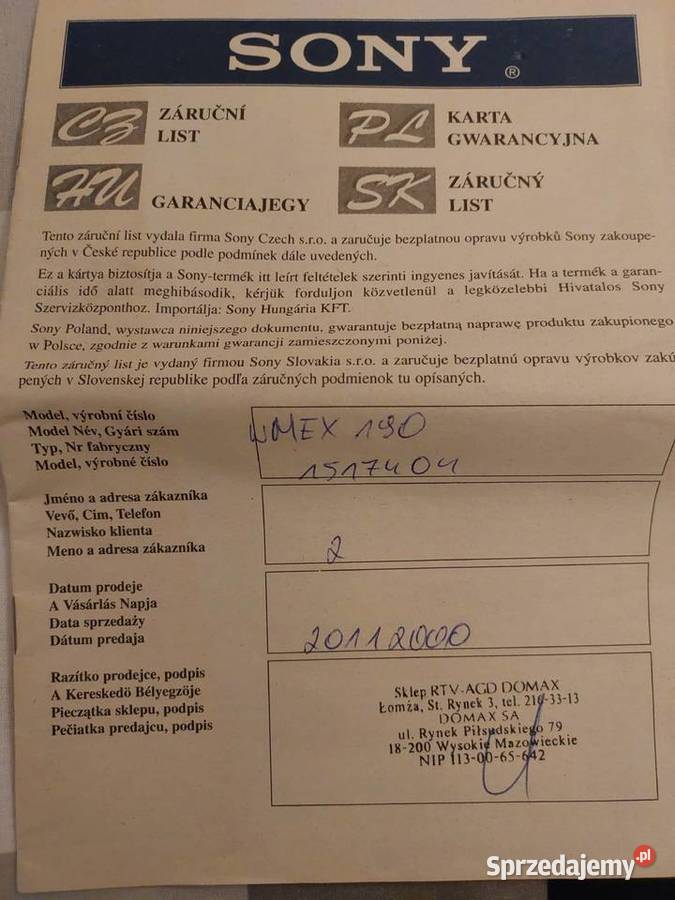 SONY®
CZ ZÁRUČNÍ LIST
PL KARTA GWARANCYJNA
HU GARANCIAJEGY
SK ZÁRUČNÝ LIST
Tento záruční list vydala firma Sony Czech s.r.o. a zaručuje bezplatnou opravu výrobků Sony zakoupe-
ných v České republice podle podmínek dále uvedených.
Ez a kártya biztosítja a Sony-termék itt leírt feltételek szerinti ingyenes javítását. Ha a termék a garan-
ciális idő alatt meghibásodik, kérjük forduljon közvetlenül a legközelebbi Hivatalos Sony
Szervizközponthoz. Importálja: Sony Hungária KFT.
Sony Poland, wystawca niniejszego dokumentu, gwarantuje bezpłatną naprawę produktu zakupionego
w Polsce, zgodnie z warunkami gwarancji zamieszczonymi poniżej.
Tento záručný list je vydaný firmou Sony Slovakia s.r.o. a zaručuje bezplatnú opravu výrobkov zakú
pených v Slovenskej republike podľa záručných podmienok tu opísaných.
Model, výrobní číslo
Model Név, Gyári szám
Typ, Nr fabryczny
Model, výrobné číslo
WMEX 190
1517404
Jméno a adresa zákazníka
Vevő, Cim, Telefon
Nazwisko klienta
Meno a adresa zákazníka
2
Datum prodeje
A Vásárlás Napja
Data sprzedaży
Dátum predaja
20112000
Razítko prodejce, podpis
A Kereskedö Bélyegzöje
Pieczątka sklepu, podpis
Pečiatka predajcu, podpis
Sklep RTV-AGD DOMAX
Łomża, St. Rynek 3, tel. 216-33-13
DOMAX SA
ul. Rynek Piłsudskiego 79
18-200 Wysokie Mazowieckie
NIP 113-00-65-642
Sprzedajemy.pl